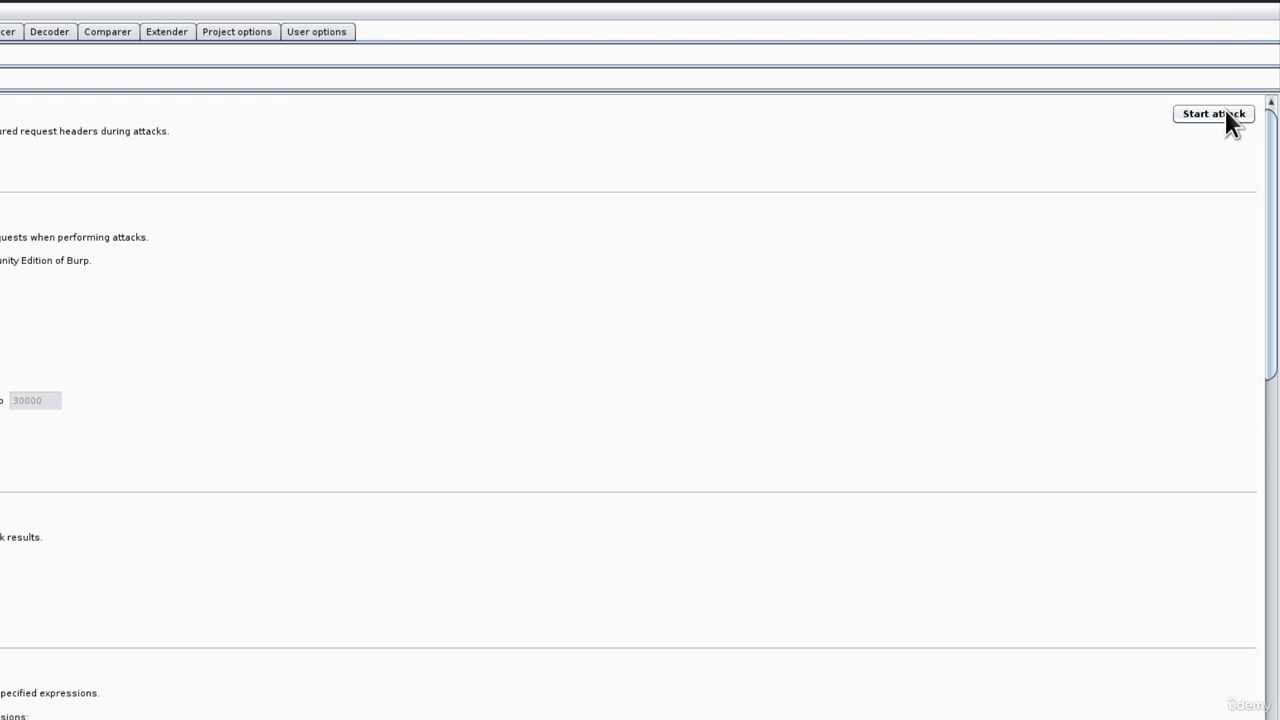 cer Decoder Comparer Extender Project options User options
Start attack
ured request headers during attacks.
quests when performing attacks.
unity Edition of Burp.
o 30000
k results.
pecified expressions.
sions:
ûdemy